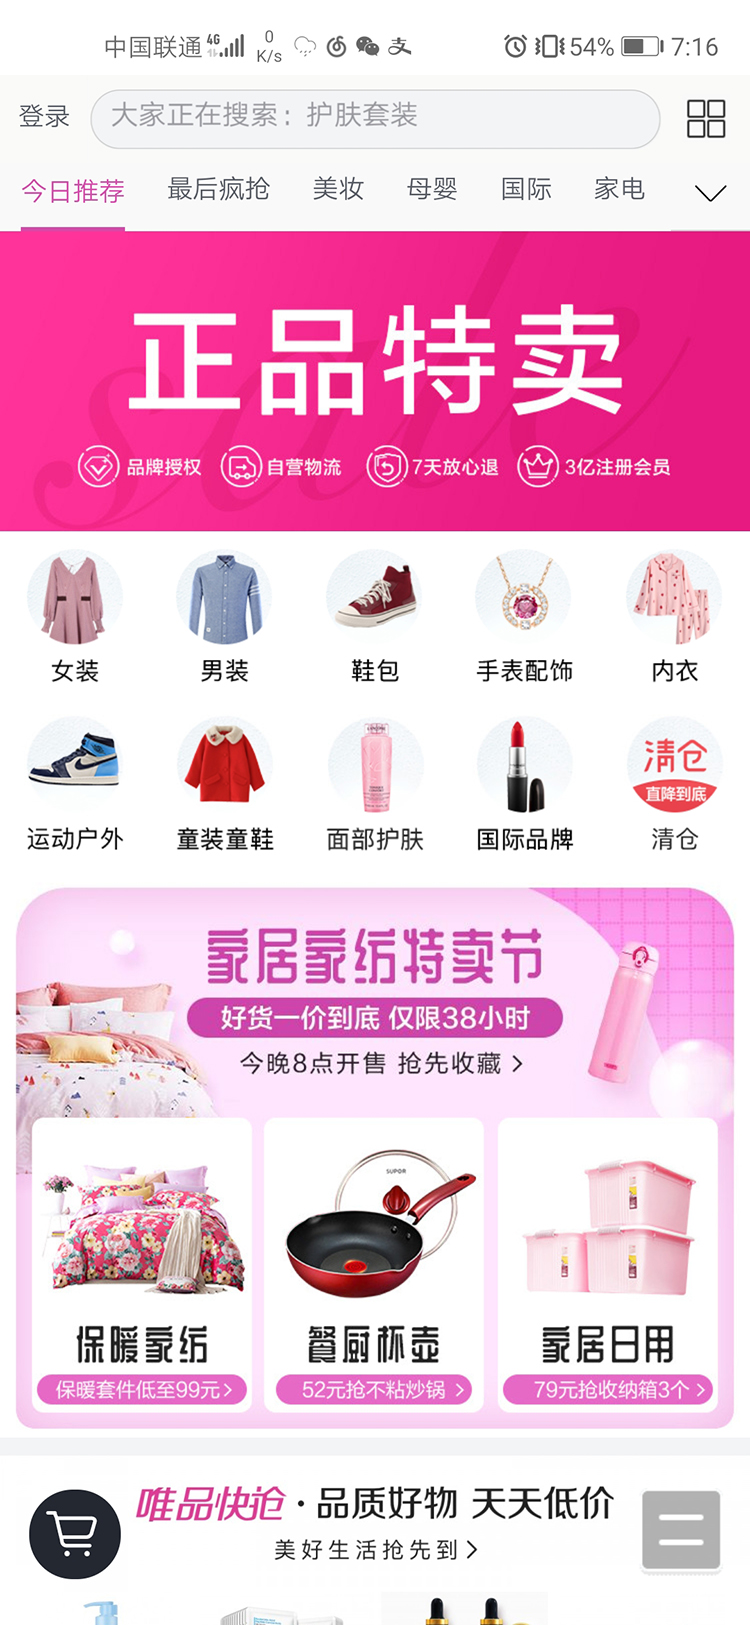 中国联通 4G 0 K/s 54% 7:16
登录 大家正在搜索：护肤套装
今日推荐 最后疯抢 美妆 母婴 国际 家电
正品特卖
品牌授权 自营物流 7天放心退 3亿注册会员
女装 男装 鞋包 手表配饰 内衣
清仓
直降到底
运动户外 童装童鞋 面部护肤 国际品牌 清仓
家居家纺特卖节
好货一价到底 仅限38小时
今晚8点开售 抢先收藏 >
SUPOR
保暖家纺 餐厨杯壶 家居日用
保暖套件低至99元> 52元抢不粘炒锅 > 79元抢收纳箱3个 >
唯品快抢·品质好物 天天低价
美好生活抢先到>